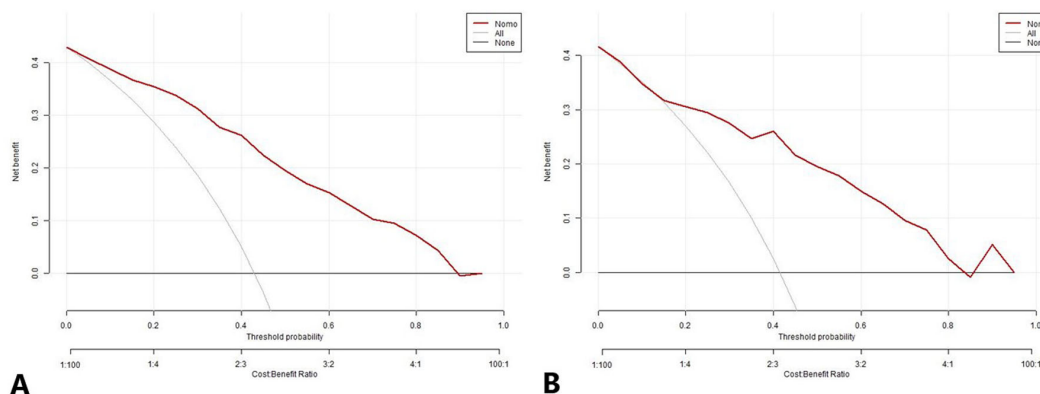 Nomo
All
None
0.4
0.3
0.2
0.1
0.0
Net benefit
0.0 0.2 0.4 0.6 0.8 1.0
Threshold probability
1:100 1:4 2:3 3:2 4:1 100:1
Cost:Benefit Ratio
A
Nomo
All
None
0.4
0.3
0.2
0.1
0.0
Net benefit
0.0 0.2 0.4 0.6 0.8 1.0
Threshold probability
1:100 1:4 2:3 3:2 4:1 100:1
Cost:Benefit Ratio
B